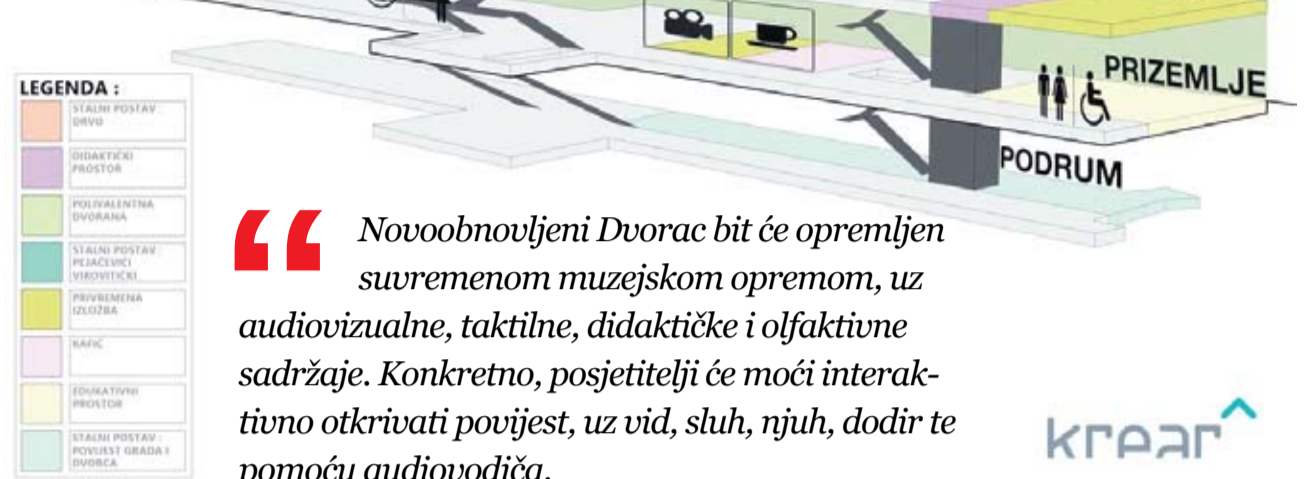 PRIZEMLJE
PODRUM
LEGENDA :
STALNI POSTAV :
DRVO
DIDAKTIČKI
PROSTOR
POLIVALENTNA
DVORANA
STALNI POSTAV :
PEJAČEVIĆI
VIROVITIČKI
PRIVREMENA
IZLOŽBA
KAFIĆ
EDUKATIVNI
PROSTOR
STALNI POSTAV :
POVIJEST GRADA I
DVORCA
“ Novoobnovljeni Dvorac bit će opremljen
suvremenom muzejskom opremom, uz
audiovizualne, taktilne, didaktičke i olfaktivne
sadržaje. Konkretno, posjetitelji će moći interak-
tivno otkrivati povijest, uz vid, sluh, njuh, dodir te
pomoću audiovodiča.
krear